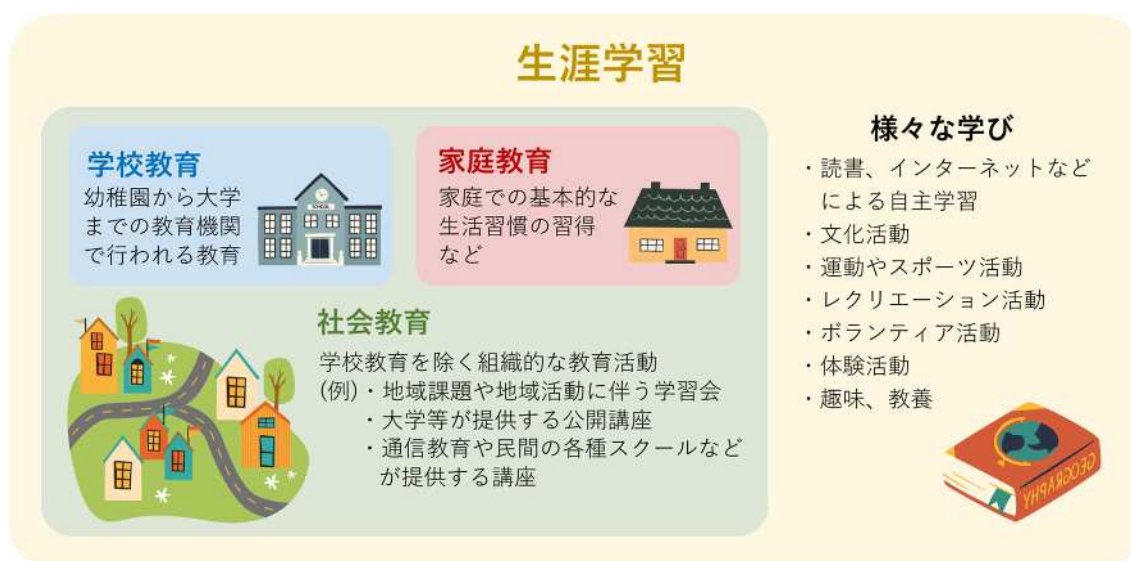 生涯学習
学校教育
幼稚園から大学
までの教育機関
で行われる教育
SCHOOL
家庭教育
家庭での基本的な
生活習慣の習得
など
社会教育
学校教育を除く組織的な教育活動
(例)・地域課題や地域活動に伴う学習会
・大学等が提供する公開講座
・通信教育や民間の各種スクールなど
が提供する講座
様々な学び
・読書、インターネットなど
による自主学習
・文化活動
・運動やスポーツ活動
・レクリエーション活動
・ボランティア活動
・体験活動
・趣味、教養
GEOGRAPHY